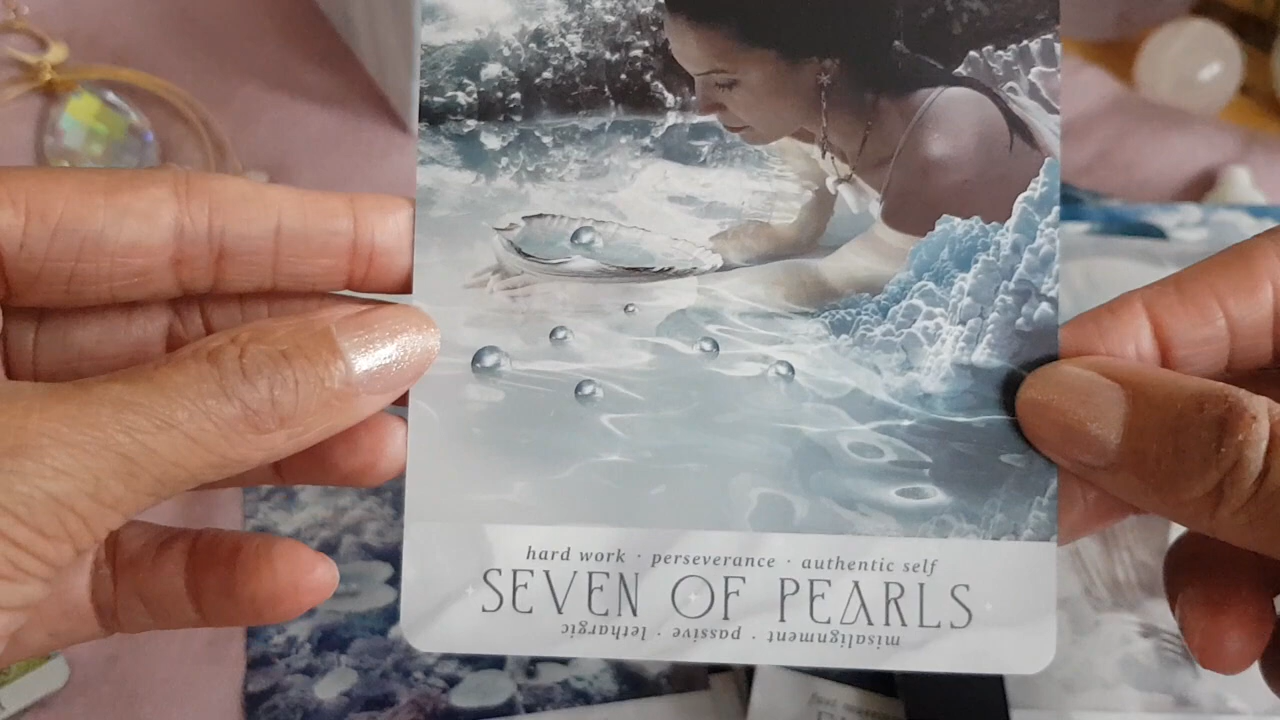 hard work · perseverance · authentic self
SEVEN OF PEARLS
misalignment · passive · lethargic